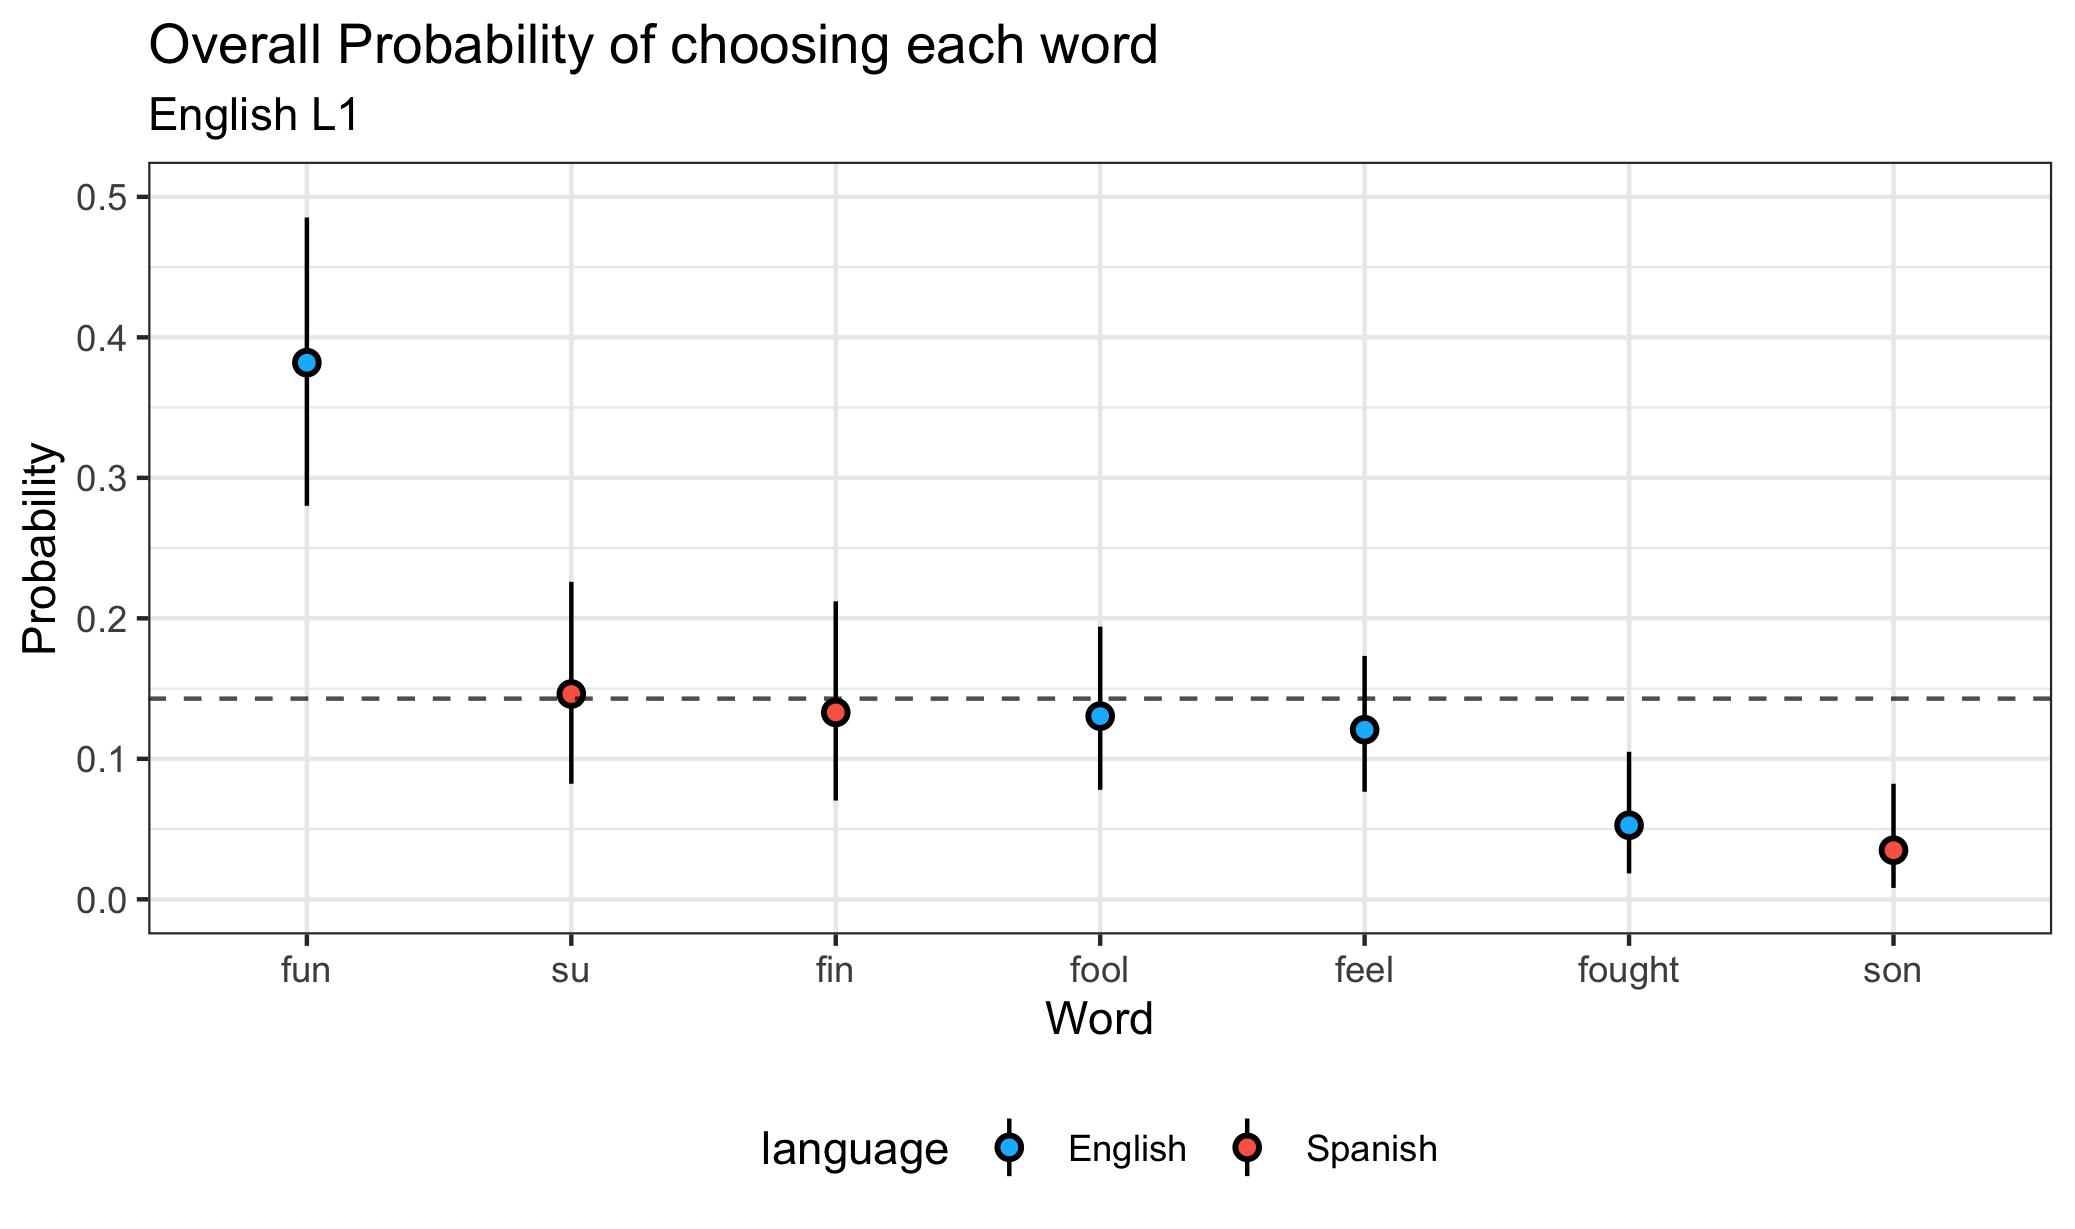 Overall Probability of choosing each word
English L1
Probability
0.5
0.4
0.3
0.2
0.1
0.0
fun su fin fool feel fought son
Word
language English Spanish